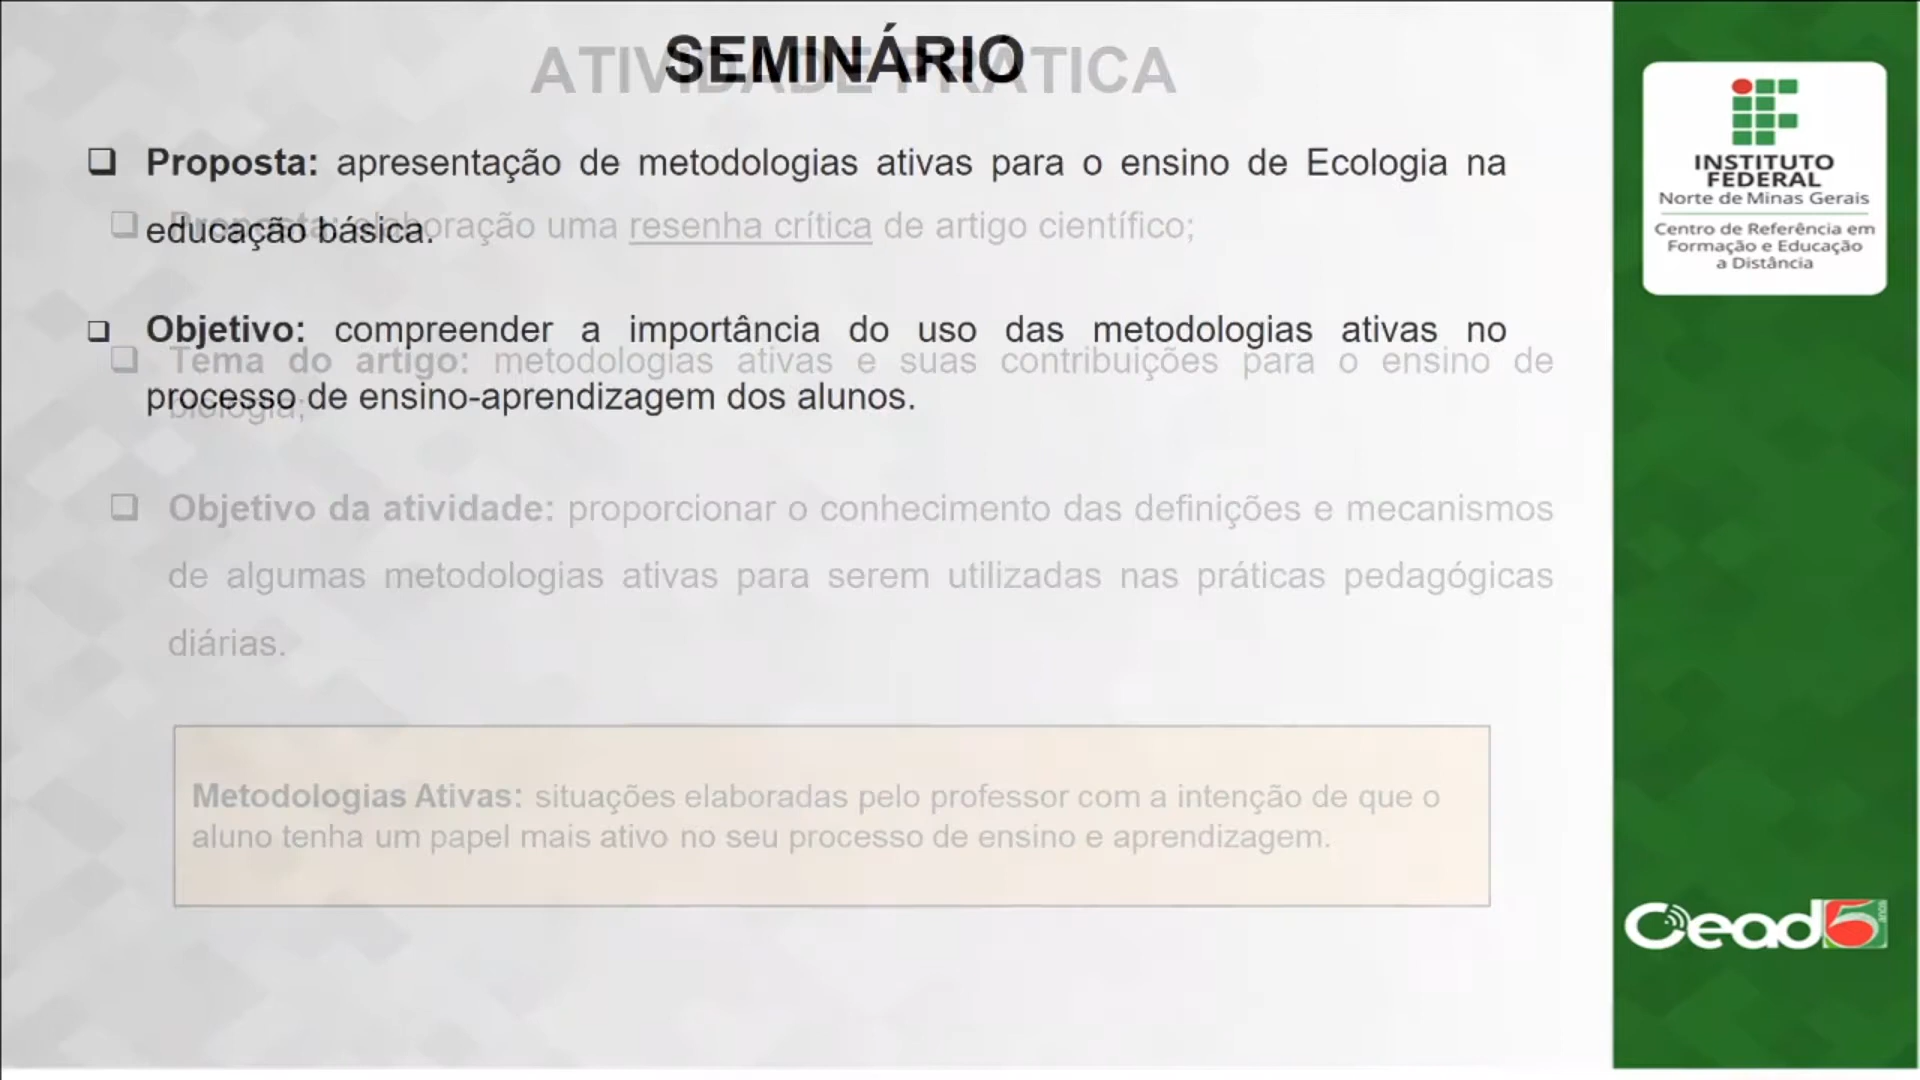 SEMINÁRIO
ATIVIDADE PRÁTICA
❑ Proposta: apresentação de metodologias ativas para o ensino de Ecologia na
educação básica.
❑ Proposta: elaboração uma resenha crítica de artigo científico;
❑ Objetivo: compreender a importância do uso das metodologias ativas no
processo de ensino-aprendizagem dos alunos.
❑ Tema do artigo: metodologias ativas e suas contribuições para o ensino de
biologia;
❑ Objetivo da atividade: proporcionar o conhecimento das definições e mecanismos
de algumas metodologias ativas para serem utilizadas nas práticas pedagógicas
diárias.
Metodologias Ativas: situações elaboradas pelo professor com a intenção de que o
aluno tenha um papel mais ativo no seu processo de ensino e aprendizagem.
INSTITUTO
FEDERAL
Norte de Minas Gerais
Centro de Referência em
Formação e Educação
a Distância
Cead5